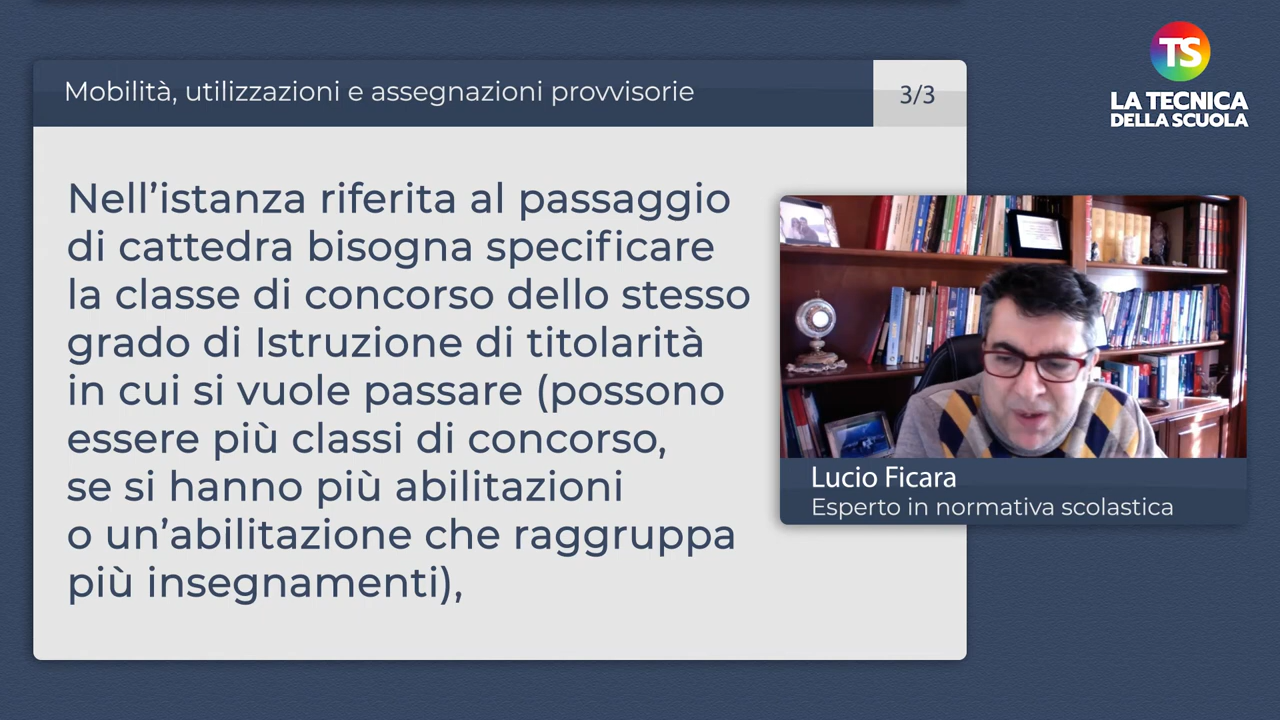 Mobilità, utilizzazioni e assegnazioni provvisorie
3/3
TS
LA TECNICA
DELLA SCUOLA
Nell’istanza riferita al passaggio
di cattedra bisogna specificare
la classe di concorso dello stesso
grado di Istruzione di titolarità
in cui si vuole passare (possono
essere più classi di concorso,
se si hanno più abilitazioni
o un’abilitazione che raggruppa
più insegnamenti),
Lucio Ficara
Esperto in normativa scolastica